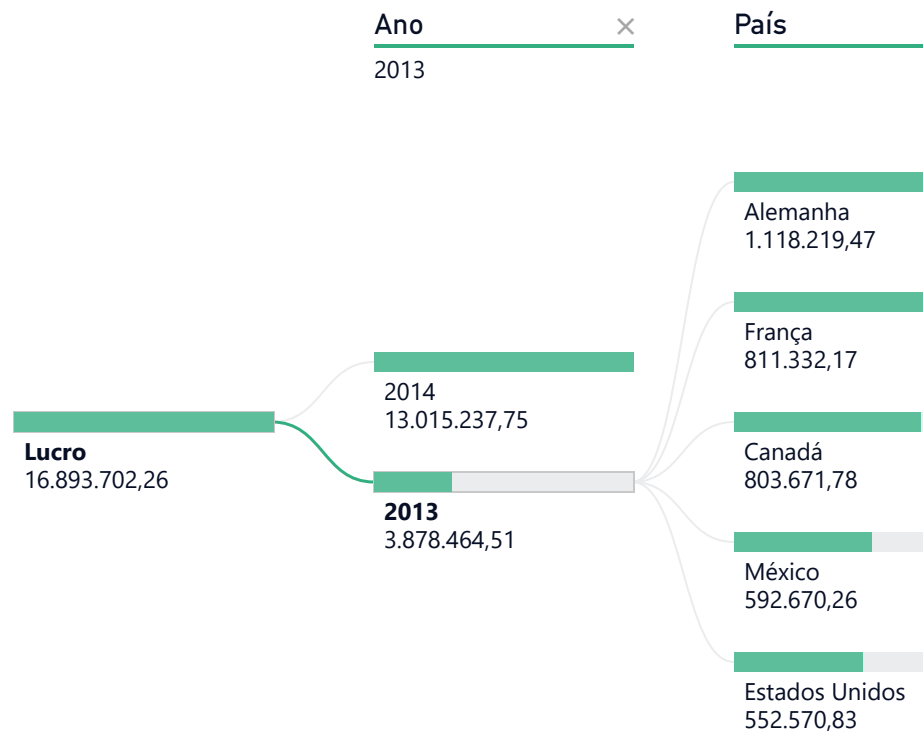 Ano
País
2013
Alemanha
1.118.219,47
França
811.332,17
2014
13.015.237,75
Lucro
16.893.702,26
Canadá
803.671,78
2013
3.878.464,51
México
592.670,26
Estados Unidos
552.570,83